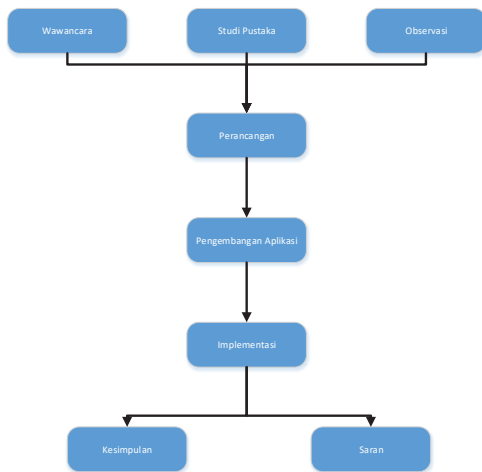 Wawancara
Studi Pustaka
Observasi
Perancangan
Pengembangan Aplikasi
Implementasi
Kesimpulan
Saran